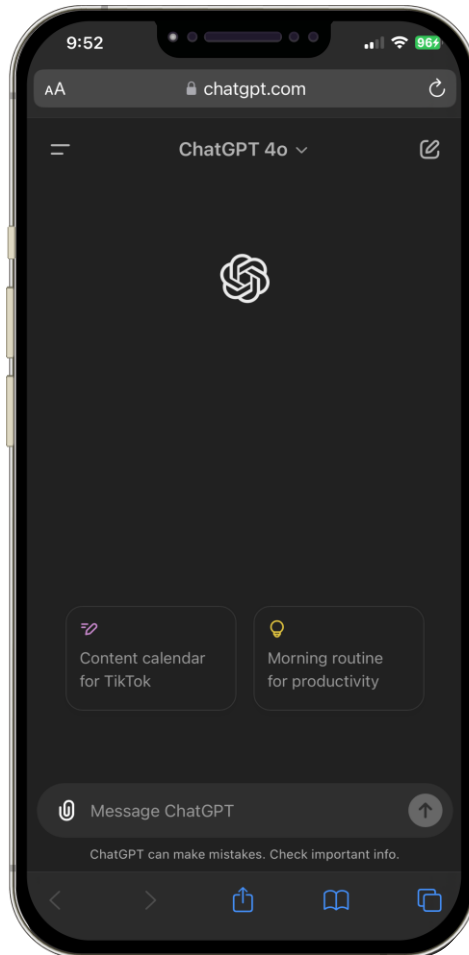 9:52
96
AA
chatgpt.com
ChatGPT 4o
Content calendar
for TikTok
Morning routine
for productivity
Message ChatGPT
ChatGPT can make mistakes. Check important info.